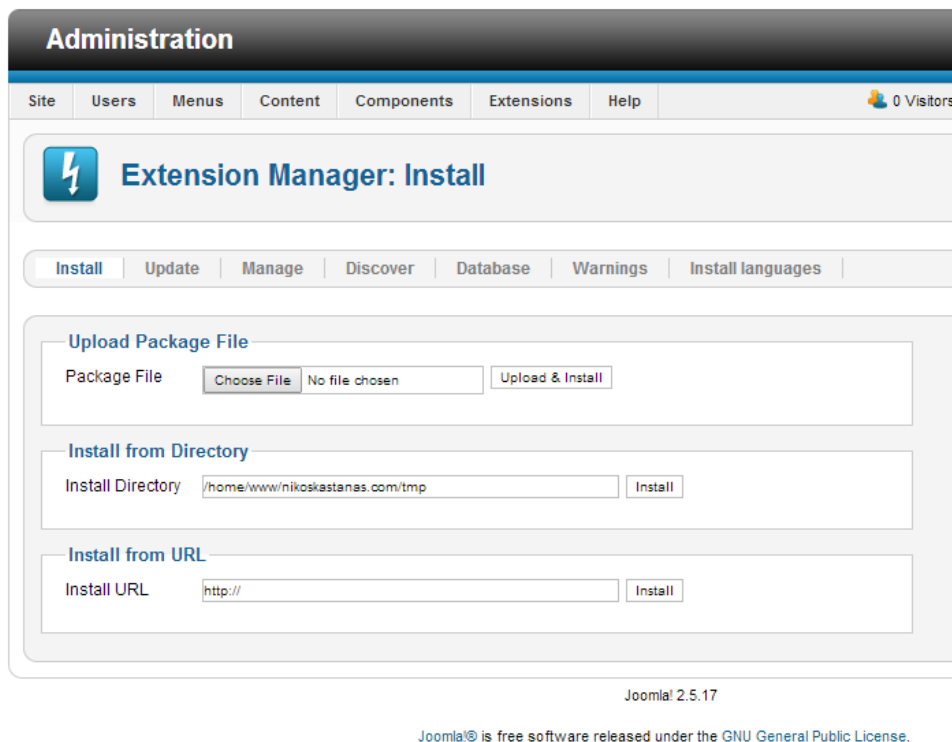 Administration
Site Users Menus Content Components Extensions Help 0 Visitors
Extension Manager: Install
Install Update Manage Discover Database Warnings Install languages
Upload Package File
Package File Choose File No file chosen Upload & Install
Install from Directory
Install Directory /home/www/nikoskastanas.com/tmp Install
Install from URL
Install URL http:// Install
Joomla! 2.5.17
Joomla!® is free software released under the GNU General Public License.